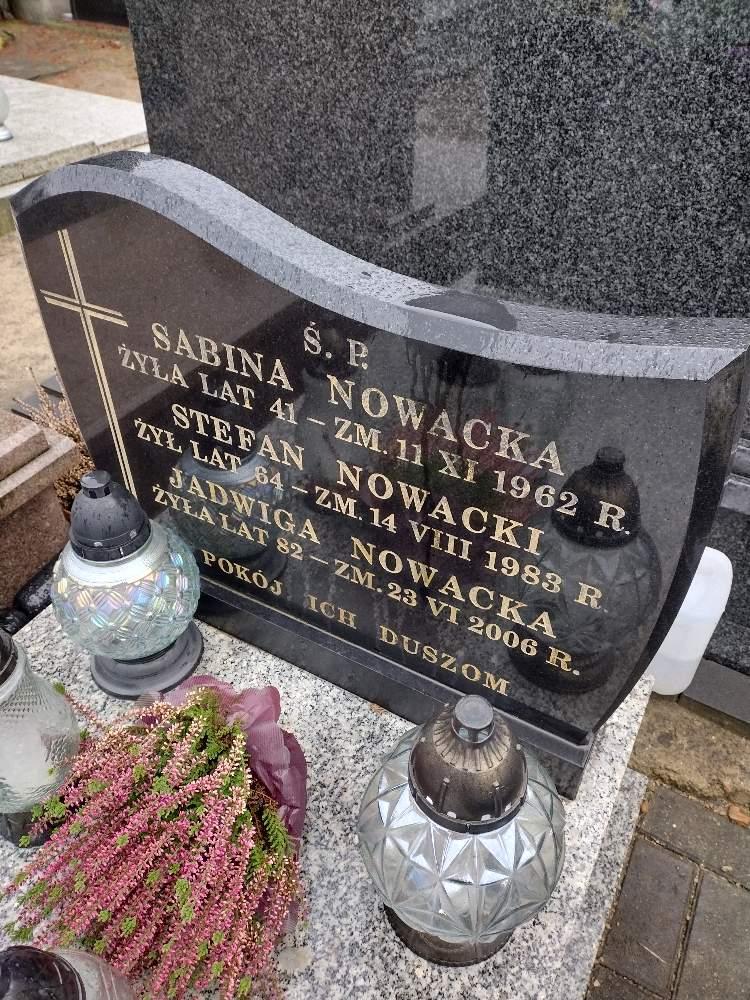 Ś. P.
SABINA NOWACKA
ŻYŁA LAT 41 – ZM. 11 XI 1962 R.
STEFAN NOWACKI
ŻYŁ LAT 64 – ZM. 14 VIII 1983 R.
JADWIGA NOWACKA
ŻYŁA LAT 82 – ZM. 23 VI 2006 R.
POKÓJ ICH DUSZOM